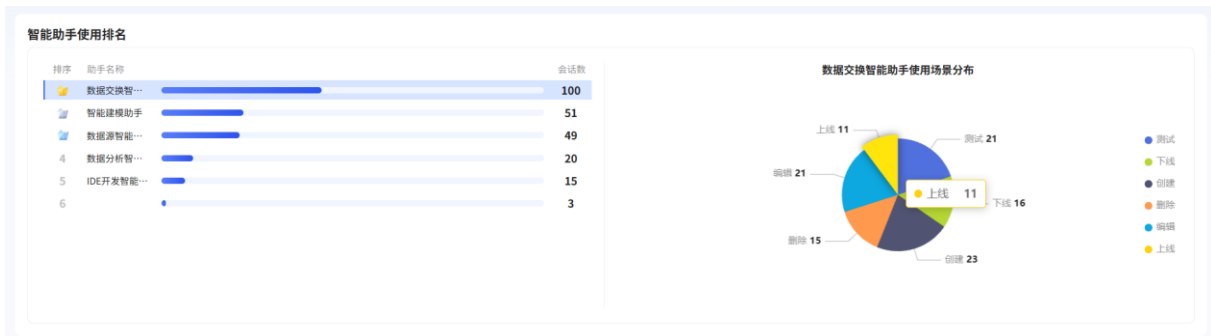 智能助手使用排名
排序 助手名称 会话数
数据交换智… 100
智能建模助手 51
数据源智能… 49
4 数据分析智… 20
5 IDE开发智能… 15
6 3
数据交换智能助手使用场景分布
上线 11
测试 21
编辑 21
上线 11
下线 16
删除 15
创建 23
测试
下线
创建
删除
编辑
上线